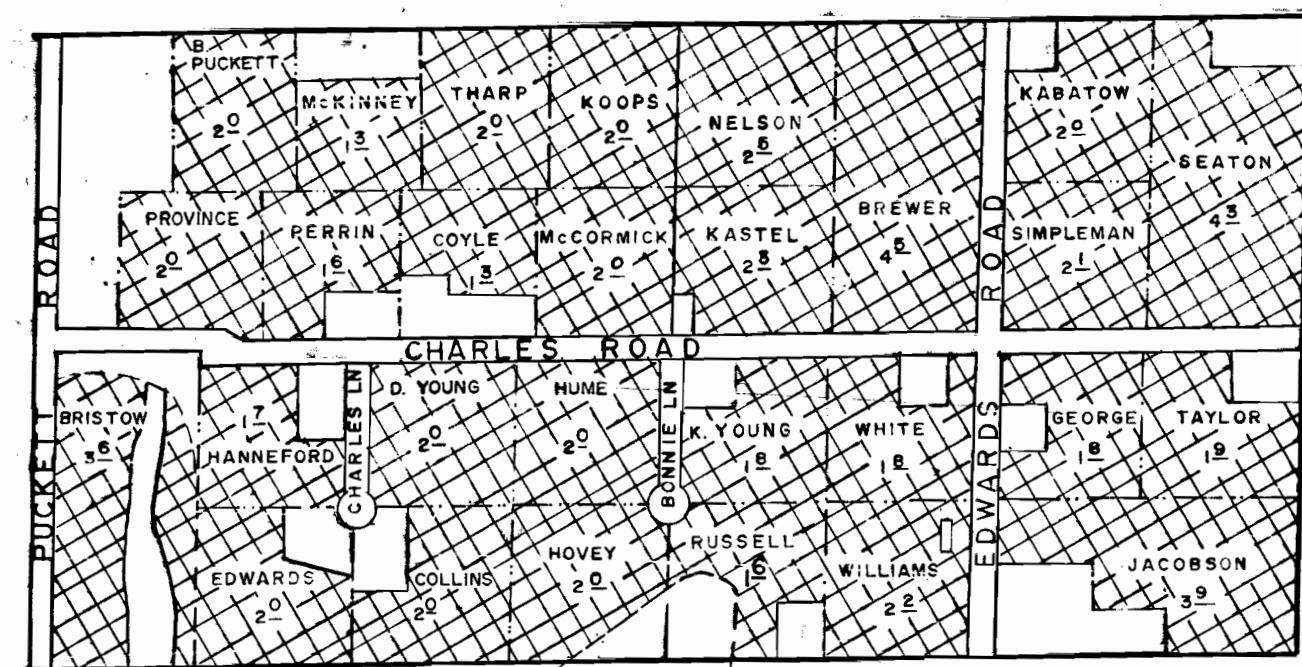 B.
PUCKETT
2 0
McKINNEY
1 3
THARP
2 0
KOOPS
2 0
NELSON
2 5
KABATOW
2 0
SEATON
4 3
PROVINCE
2 0
PERRIN
1 6
COYLE
1 3
McCORMICK
2 0
KASTEL
2 3
BREWER
4 5
SIMPLEMAN
2 1
PUCKETT ROAD
CHARLES ROAD
EDWARDS ROAD
BRISTOW
3 6
1 7
HANNEFORD
CHARLES LN
D. YOUNG
2 0
HUME
2 0
BONNIE LN
K. YOUNG
1 8
WHITE
1 8
GEORGE
1 8
TAYLOR
1 9
EDWARDS
2 0
COLLINS
2 0
HOVEY
2 0
RUSSELL
1 6
WILLIAMS
2 2
JACOBSON
3 9